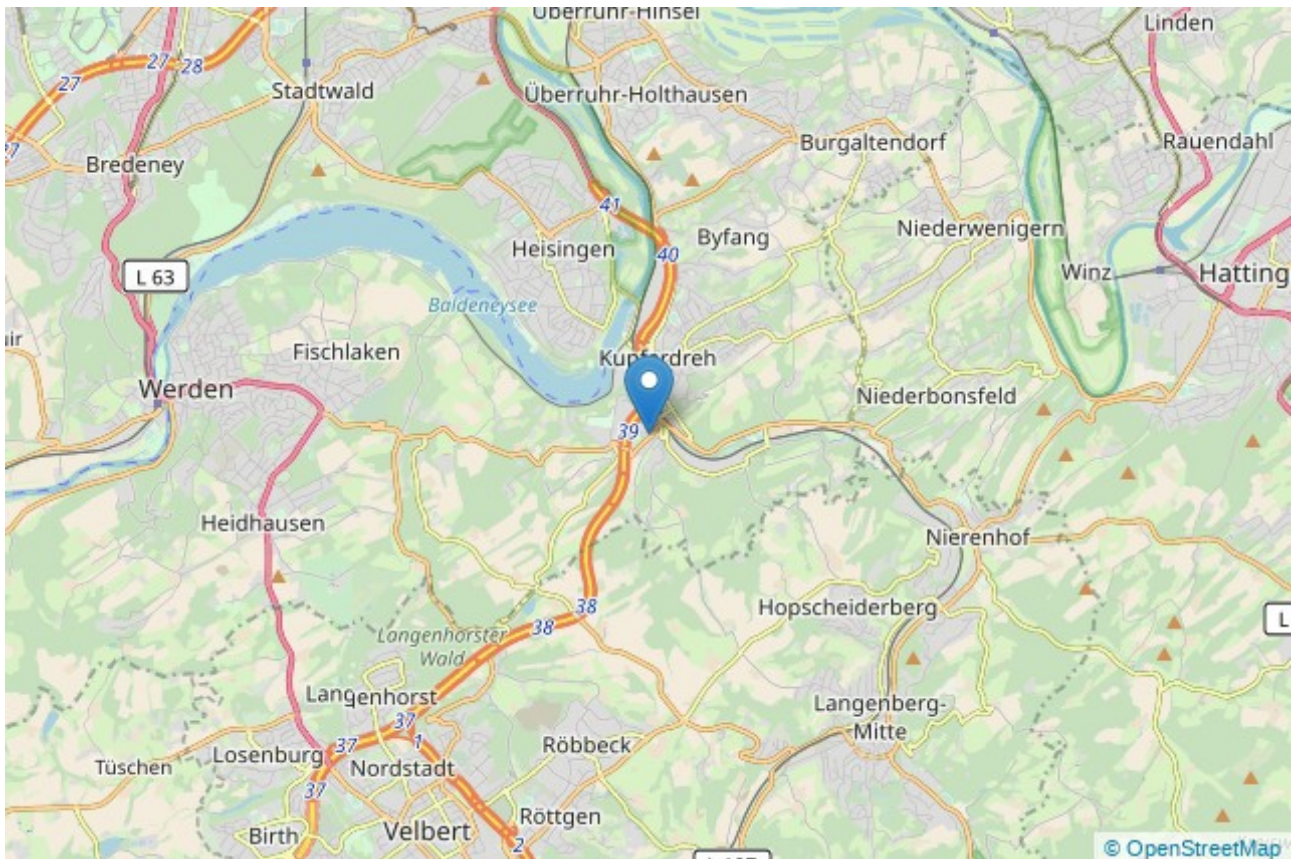 Überruhr-Hinsel
Linden
27
28
27
Stadtwald
Überruhr-Holthausen
Burgaltendorf
Rauendahl
27
Bredeney
41
Heisingen
Byfang
Niederwenigern
40
L 63
Winz
Hatting
Baldeneysee
Fischlaken
Kupferdreh
Werden
Niederbonsfeld
39
Heidhausen
Nierenhof
38
Hopscheiderberg
38
L
Langenhorster
Wald
Langenhorst
Langenberg-
Mitte
37
1
37
Röbbeck
Losenburg
Nordstadt
Tüschen
37
Röttgen
Birth
Velbert
2
© OpenStreetMap